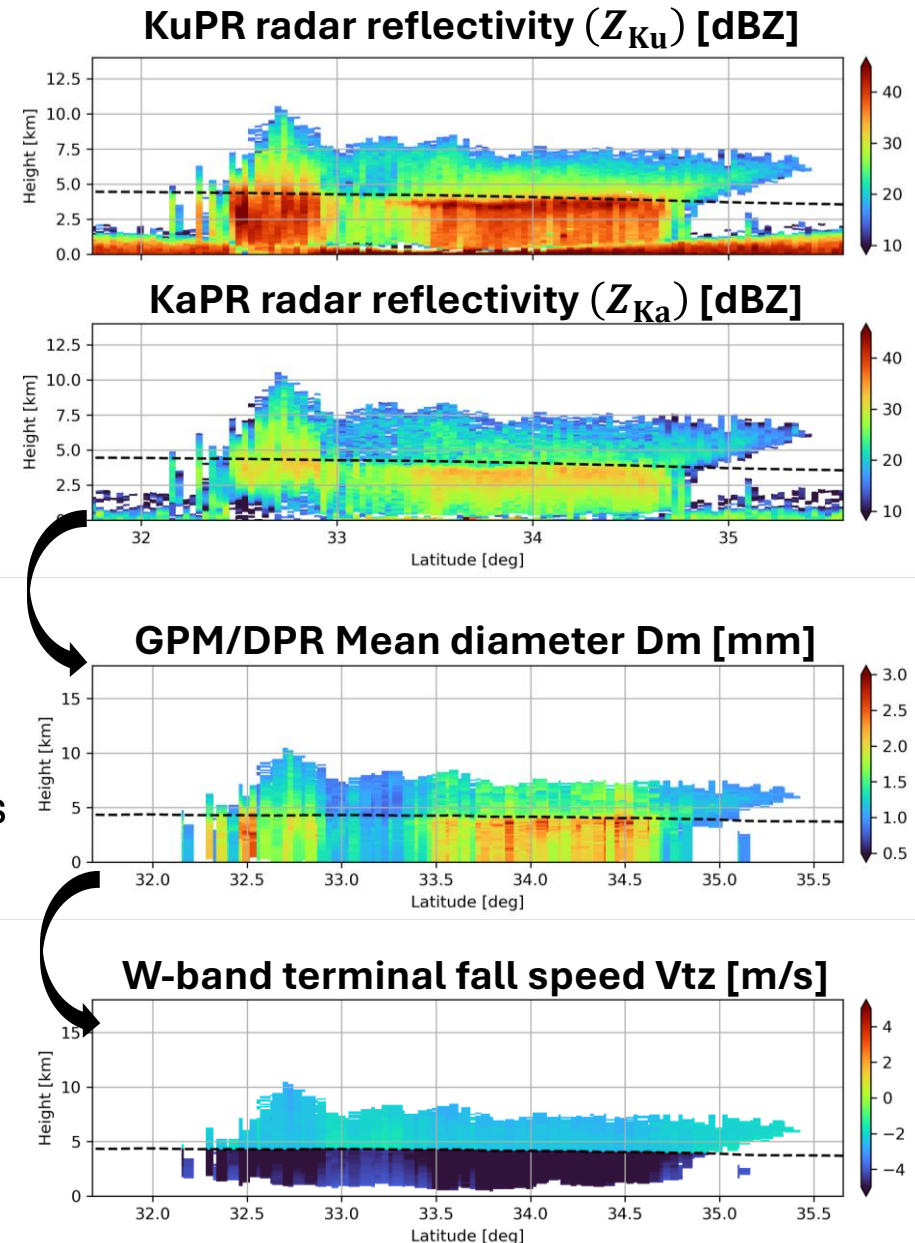 KuPR radar reflectivity (Z_Ku) [dBZ]
Height [km]
12.5
10.0
7.5
5.0
2.5
0.0
40
30
20
10
KaPR radar reflectivity (Z_Ka) [dBZ]
Height [km]
12.5
10.0
7.5
5.0
2.5
40
30
20
10
32 33 34 35
Latitude [deg]
GPM/DPR Mean diameter Dm [mm]
s
Height [km]
15
10
5
0
3.0
2.5
2.0
1.5
1.0
0.5
32.0 32.5 33.0 33.5 34.0 34.5 35.0 35.5
Latitude [deg]
W-band terminal fall speed Vtz [m/s]
Height [km]
15
10
5
0
4
2
0
−2
−4
32.0 32.5 33.0 33.5 34.0 34.5 35.0 35.5
Latitude [deg]